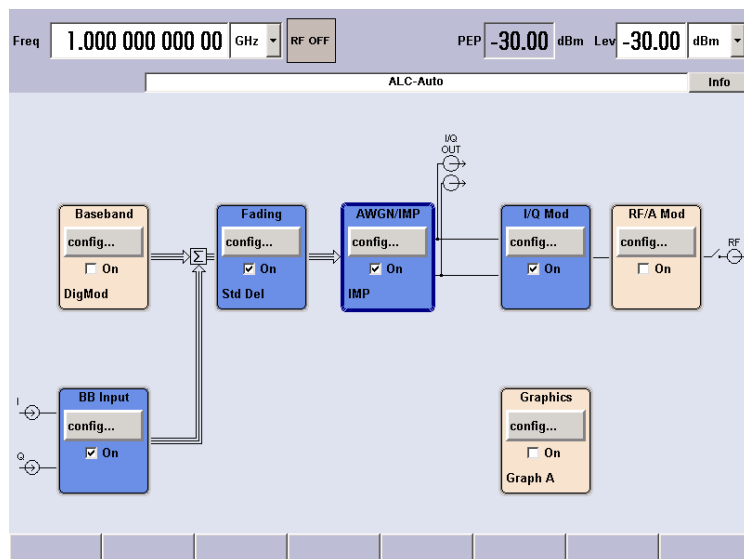 Freq 1.000 000 000 00 GHz RF OFF PEP -30.00 dBm Lev -30.00 dBm
ALC-Auto Info
I/Q
OUT
Baseband Fading AWGN/IMP I/Q Mod RF/A Mod
config... config... config... config... config...
Σ RF
On On On On On
DigMod Std Del IMP
BB Input Graphics
I
config... config...
On On
Q
Graph A